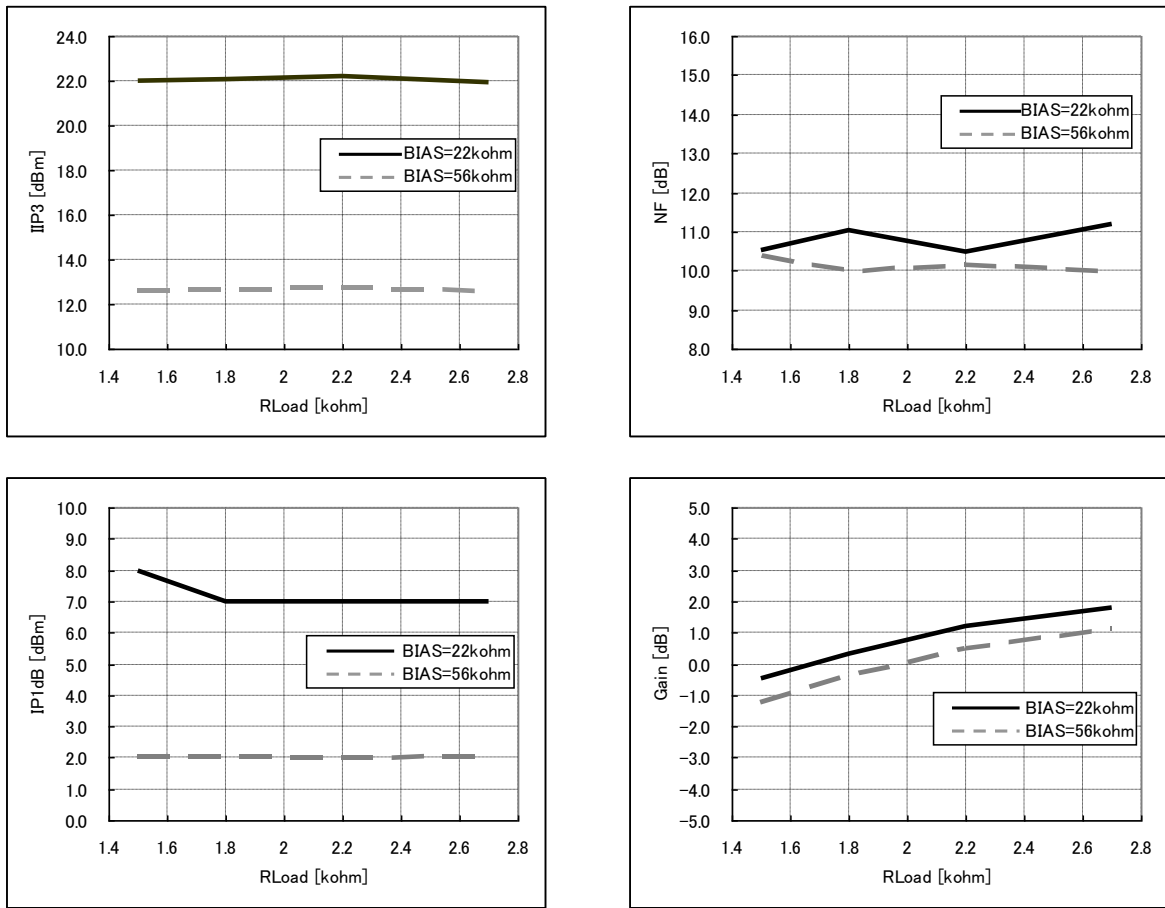 24.0
22.0
20.0
18.0
16.0
14.0
12.0
10.0
IIP3 [dBm]
BIAS=22kohm
BIAS=56kohm
1.4 1.6 1.8 2 2.2 2.4 2.6 2.8
RLoad [kohm]
16.0
15.0
14.0
13.0
12.0
11.0
10.0
9.0
8.0
NF [dB]
BIAS=22kohm
BIAS=56kohm
1.4 1.6 1.8 2 2.2 2.4 2.6 2.8
RLoad [kohm]
10.0
9.0
8.0
7.0
6.0
5.0
4.0
3.0
2.0
1.0
0.0
IP1dB [dBm]
BIAS=22kohm
BIAS=56kohm
1.4 1.6 1.8 2 2.2 2.4 2.6 2.8
RLoad [kohm]
5.0
4.0
3.0
2.0
1.0
0.0
-1.0
-2.0
-3.0
-4.0
-5.0
Gain [dB]
BIAS=22kohm
BIAS=56kohm
1.4 1.6 1.8 2 2.2 2.4 2.6 2.8
RLoad [kohm]